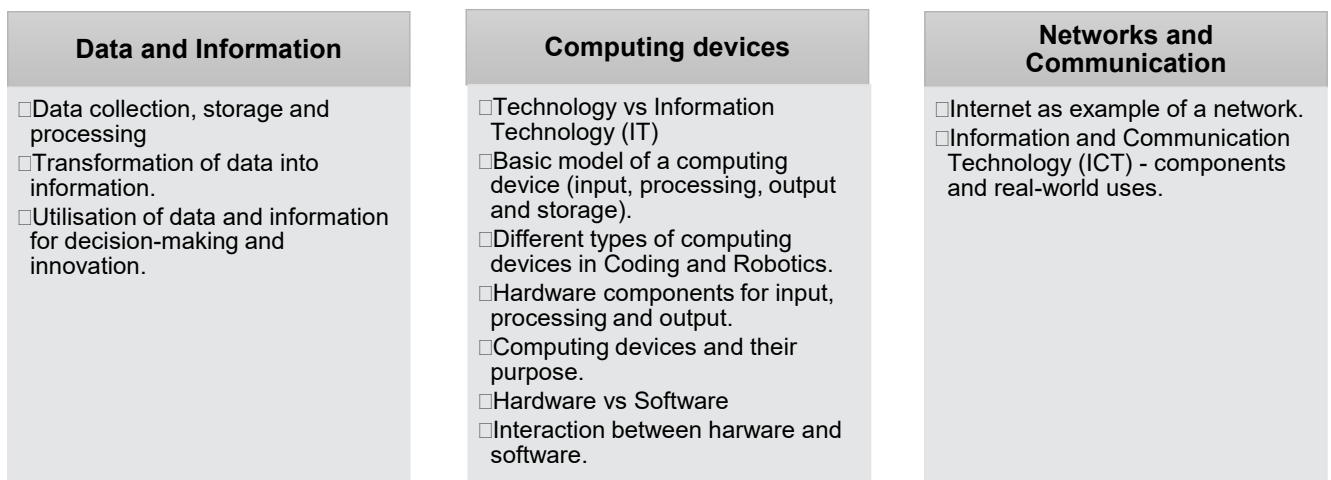 Data and Information
□Data collection, storage and
processing
□Transformation of data into
information.
□Utilisation of data and information
for decision-making and
innovation.
Computing devices
□Technology vs Information
Technology (IT)
□Basic model of a computing
device (input, processing, output
and storage).
□Different types of computing
devices in Coding and Robotics.
□Hardware components for input,
processing and output.
□Computing devices and their
purpose.
□Hardware vs Software
□Interaction between harware and
software.
Networks and
Communication
□Internet as example of a network.
□Information and Communication
Technology (ICT) - components
and real-world uses.